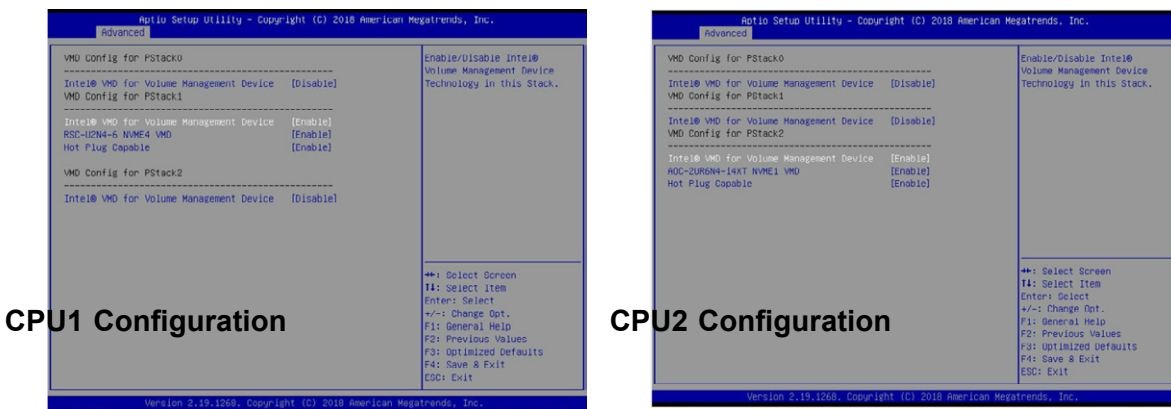 Aptio Setup Utility – Copyright (C) 2018 American Megatrends, Inc.
Advanced
VMD Config for PStack0
--------------------------------------------------
Intel® VMD for Volume Management Device [Disable]
VMD Config for PStack1
--------------------------------------------------
Intel® VMD for Volume Management Device [Enable]
RSC-U2N4-6 NVME4 VMD [Enable]
Hot Plug Capable [Enable]
VMD Config for PStack2
--------------------------------------------------
Intel® VMD for Volume Management Device [Disable]
Enable/Disable Intel®
Volume Management Device
Technology in this Stack.
→←: Select Screen
↑↓: Select Item
Enter: Select
+/-: Change Opt.
F1: General Help
F2: Previous Values
F3: Optimized Defaults
F4: Save & Exit
ESC: Exit
CPU1 Configuration
Version 2.19.1268. Copyright (C) 2018 American Megatrends, Inc.
Aptio Setup Utility – Copyright (C) 2018 American Megatrends, Inc.
Advanced
VMD Config for PStack0
--------------------------------------------------
Intel® VMD for Volume Management Device [Disable]
VMD Config for PStack1
--------------------------------------------------
Intel® VMD for Volume Management Device [Disable]
VMD Config for PStack2
--------------------------------------------------
Intel® VMD for Volume Management Device [Enable]
AOC-2UR6N4-14XT NVME1 VMD [Enable]
Hot Plug Capable [Enable]
Enable/Disable Intel®
Volume Management Device
Technology in this Stack.
→←: Select Screen
↑↓: Select Item
Enter: Select
+/-: Change Opt.
F1: General Help
F2: Previous Values
F3: Optimized Defaults
F4: Save & Exit
ESC: Exit
CPU2 Configuration
Version 2.19.1268. Copyright (C) 2018 American Megatrends, Inc.